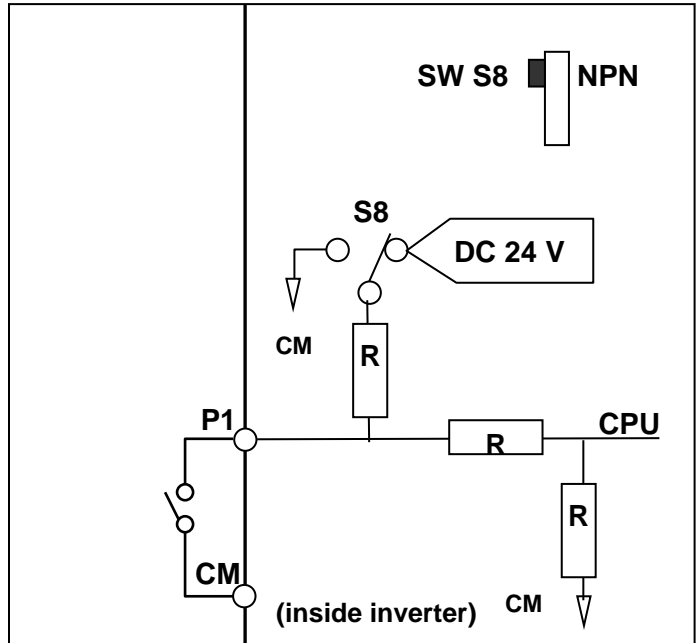 SW S8 NPN
S8
DC 24 V
CM
R
P1
R
CPU
R
CM
(inside inverter)
CM